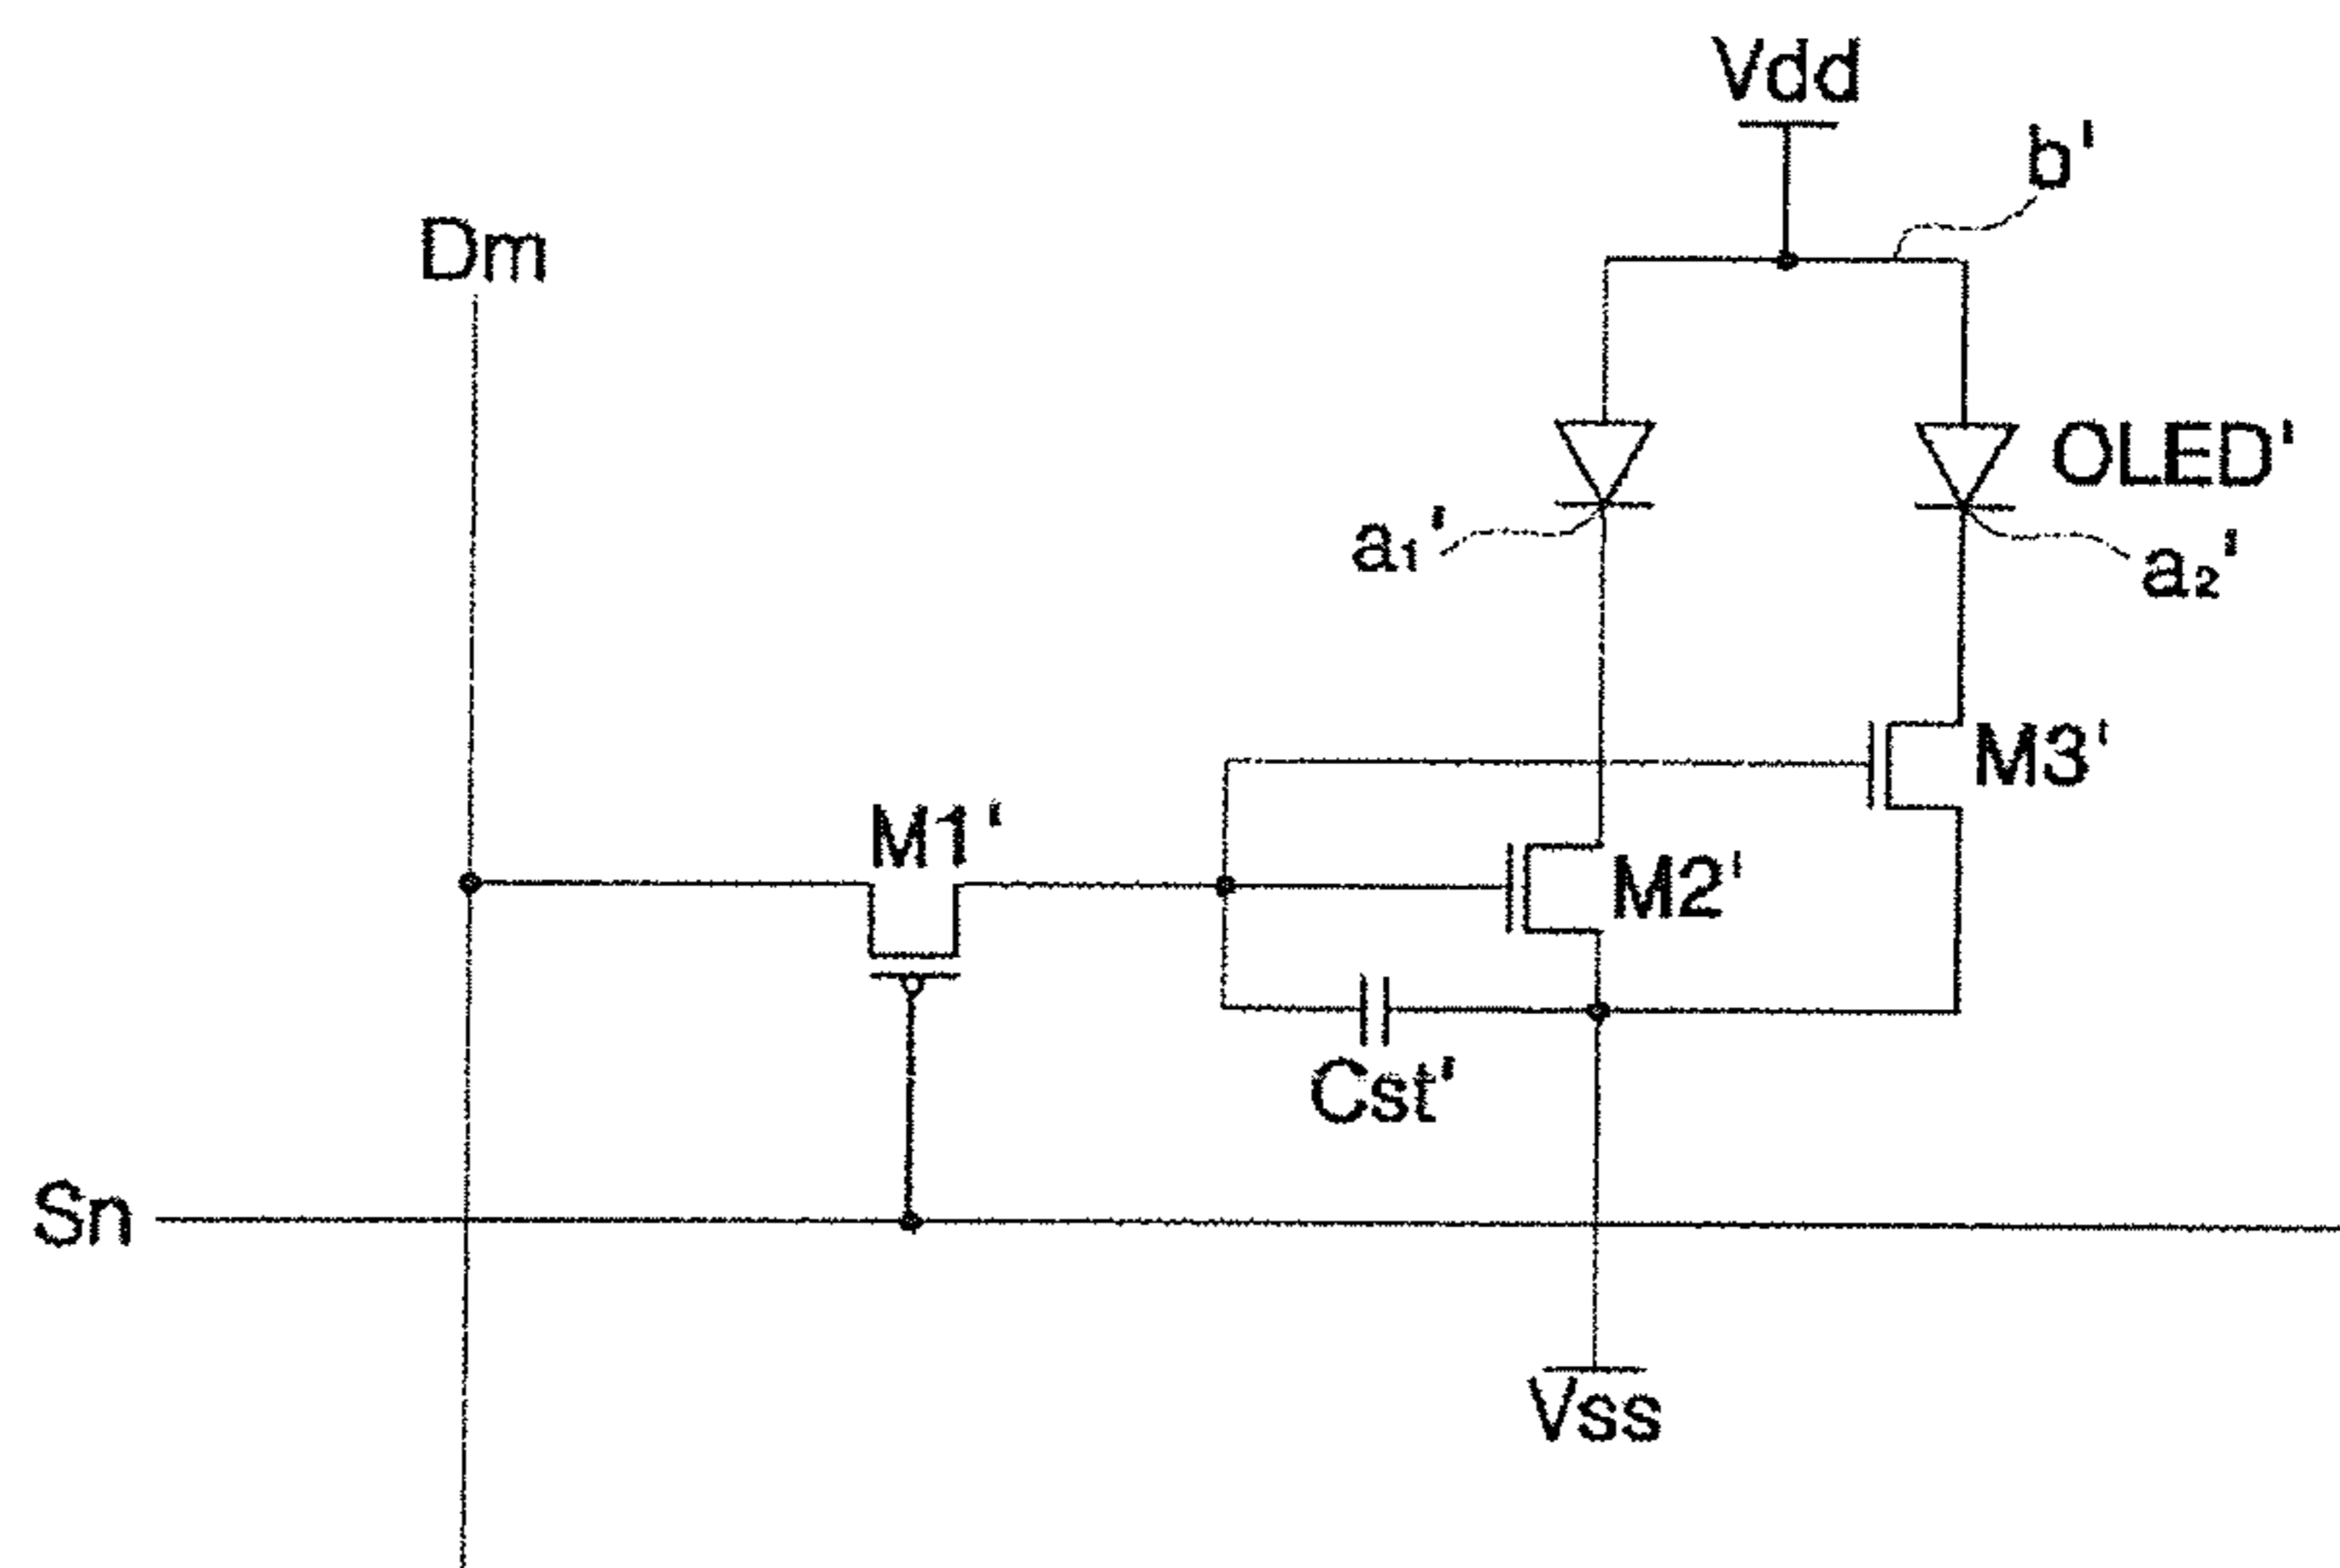 Vdd
b'
Dm
OLED'
a₁'
a₂'
M3'
M1'
M2'
Cst'
Sn
Vss